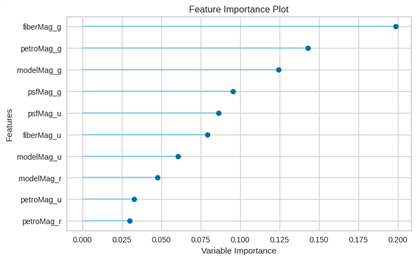 Feature Importance Plot
fiberMag_g
petroMag_g
modelMag_g
psfMag_g
psfMag_u
fiberMag_u
modelMag_u
modelMag_r
petroMag_u
petroMag_r
Features
0.000 0.025 0.050 0.075 0.100 0.125 0.150 0.175 0.200
Variable Importance